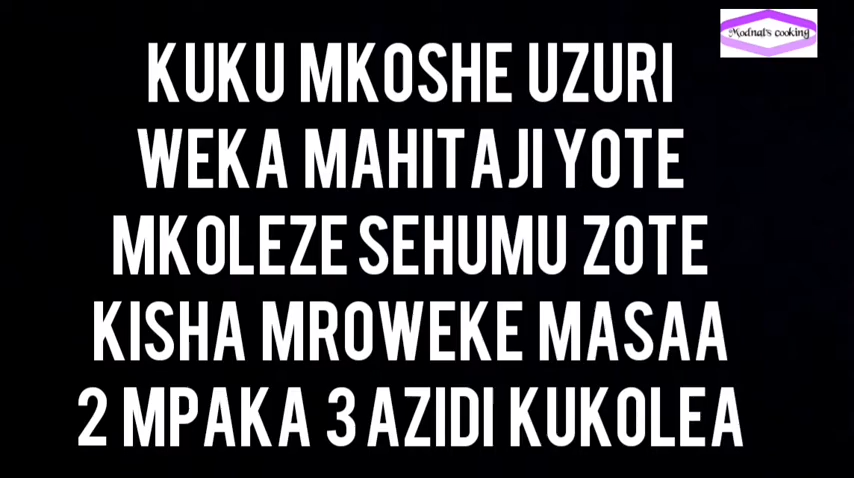 Modnat's cooking
KUKU MKOSHE UZURI
WEKA MAHITAJI YOTE
MKOLEZE SEHUMU ZOTE
KISHA MROWEKE MASAA
2 MPAKA 3 AZIDI KUKOLEA